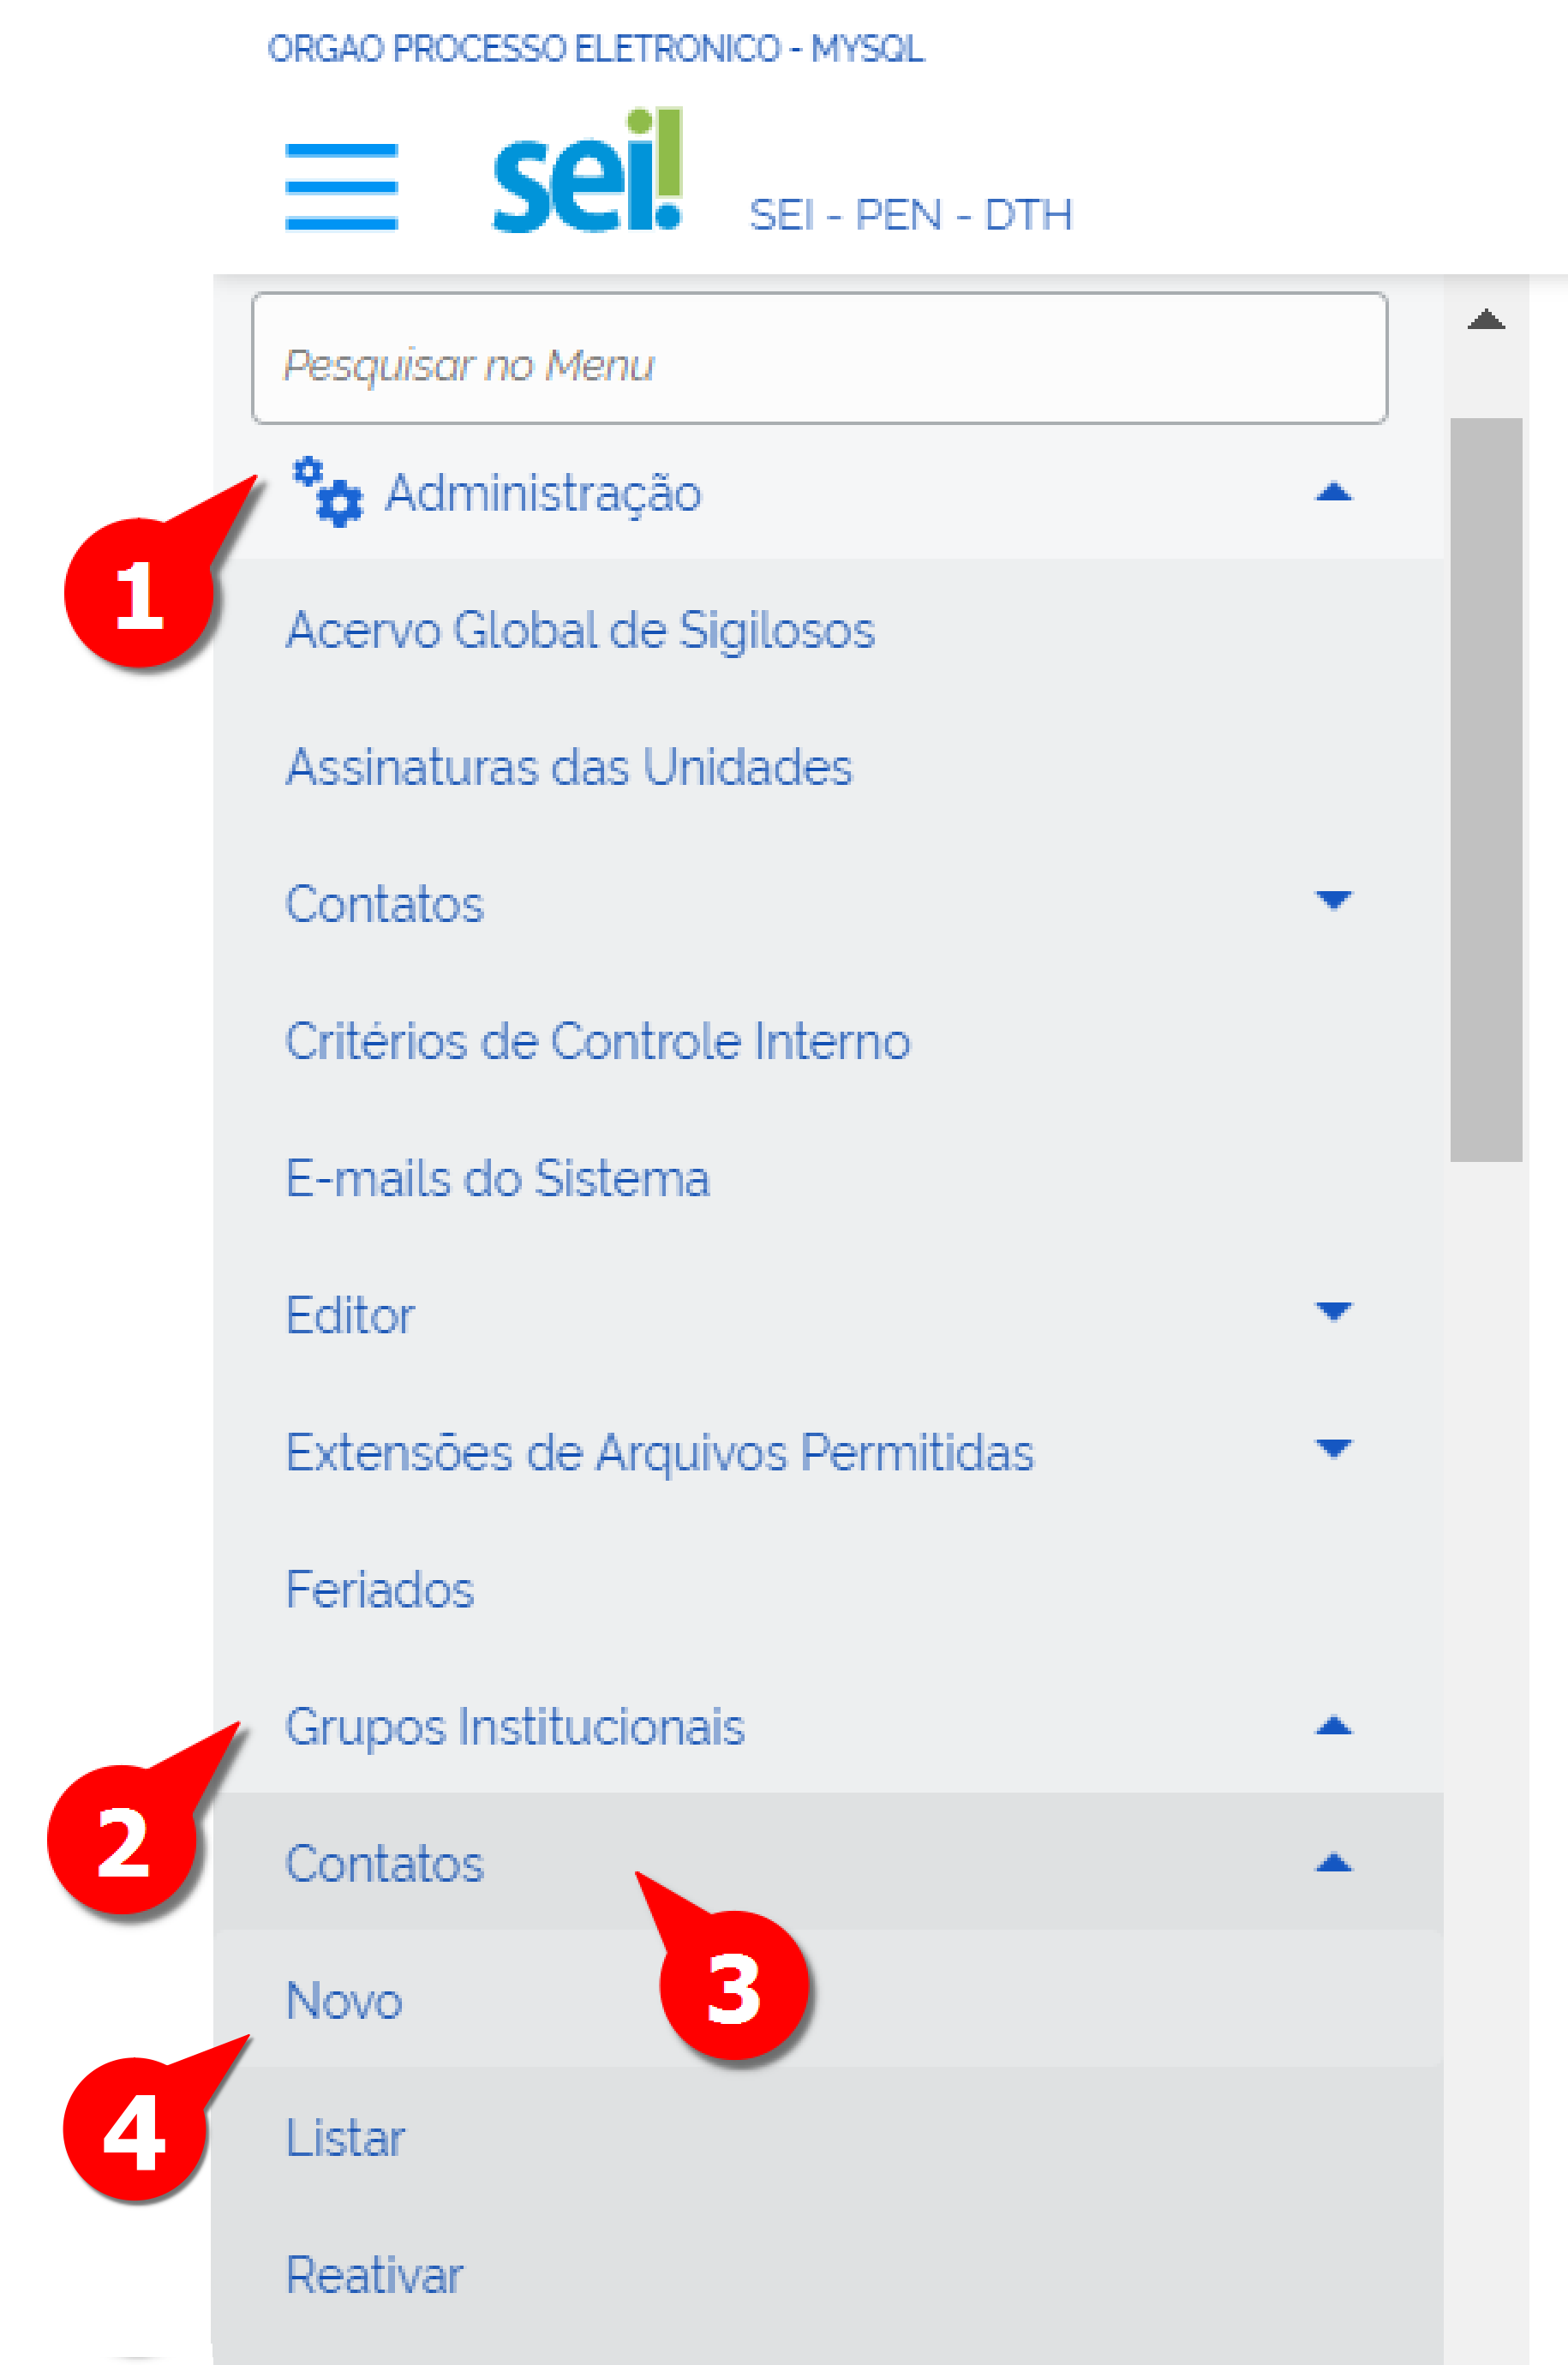 ORGAO PROCESSO ELETRONICO - MYSQL
sei!
SEI - PEN - DTH
Pesquisar no Menu
Administração
1
Acervo Global de Sigilosos
Assinaturas das Unidades
Contatos
Critérios de Controle Interno
E-mails do Sistema
Editor
Extensões de Arquivos Permitidas
Feriados
Grupos Institucionais
2
Contatos
3
Novo
4
Listar
Reativar